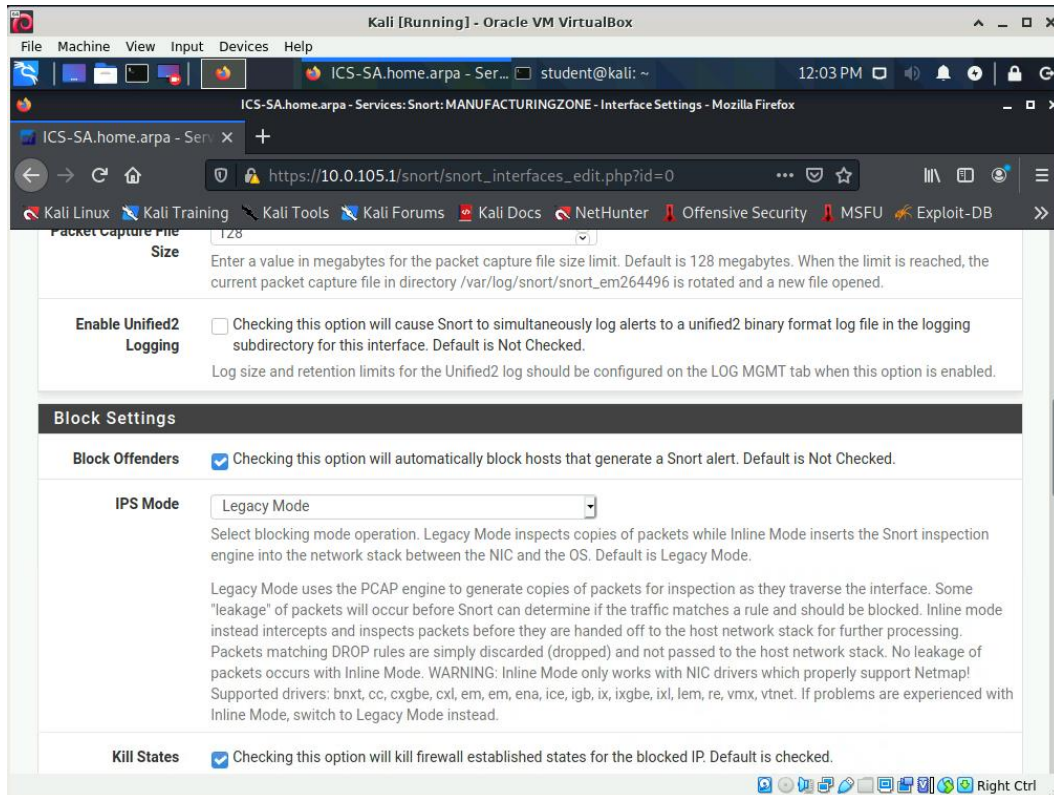 Kali [Running] - Oracle VM VirtualBox
File Machine View Input Devices Help
ICS-SA.home.arpa - Ser... student@kali: ~ 12:03 PM
ICS-SA.home.arpa - Services: Snort: MANUFACTURINGZONE - Interface Settings - Mozilla Firefox
ICS-SA.home.arpa - Serv
https://10.0.105.1/snort/snort_interfaces_edit.php?id=0
Kali Linux Kali Training Kali Tools Kali Forums Kali Docs NetHunter Offensive Security MSFU Exploit-DB
Packet Capture File
Size
128
Enter a value in megabytes for the packet capture file size limit. Default is 128 megabytes. When the limit is reached, the
current packet capture file in directory /var/log/snort/snort_em264496 is rotated and a new file opened.
Enable Unified2
Logging
Checking this option will cause Snort to simultaneously log alerts to a unified2 binary format log file in the logging
subdirectory for this interface. Default is Not Checked.
Log size and retention limits for the Unified2 log should be configured on the LOG MGMT tab when this option is enabled.
Block Settings
Block Offenders
Checking this option will automatically block hosts that generate a Snort alert. Default is Not Checked.
IPS Mode
Legacy Mode
Select blocking mode operation. Legacy Mode inspects copies of packets while Inline Mode inserts the Snort inspection
engine into the network stack between the NIC and the OS. Default is Legacy Mode.
Legacy Mode uses the PCAP engine to generate copies of packets for inspection as they traverse the interface. Some
"leakage" of packets will occur before Snort can determine if the traffic matches a rule and should be blocked. Inline mode
instead intercepts and inspects packets before they are handed off to the host network stack for further processing.
Packets matching DROP rules are simply discarded (dropped) and not passed to the host network stack. No leakage of
packets occurs with Inline Mode. WARNING: Inline Mode only works with NIC drivers which properly support Netmap!
Supported drivers: bnxt, cc, cxgbe, cxl, em, em, ena, ice, igb, ix, ixgbe, ixl, lem, re, vmx, vtnet. If problems are experienced with
Inline Mode, switch to Legacy Mode instead.
Kill States
Checking this option will kill firewall established states for the blocked IP. Default is checked.
Right Ctrl